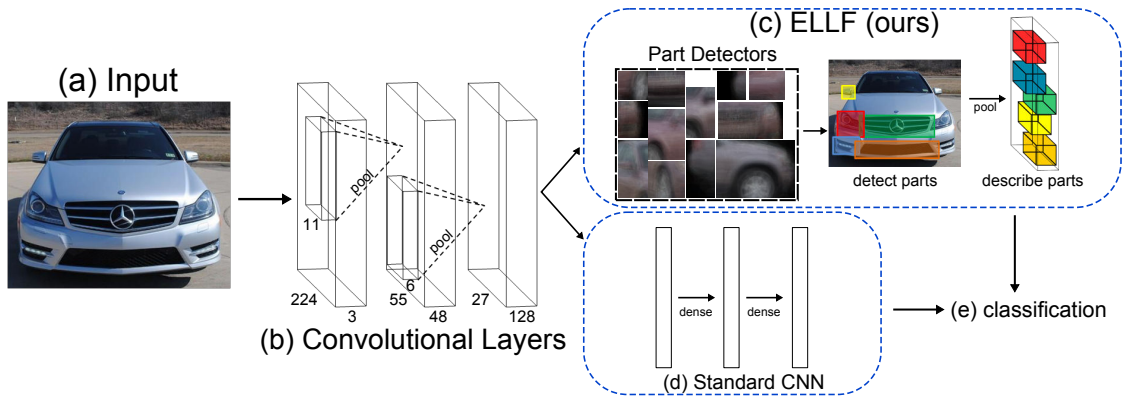 (a) Input
11
224
3
pool
6
55
48
pool
27
128
(b) Convolutional Layers
(c) ELLF (ours)
Part Detectors
detect parts
pool
describe parts
dense
dense
(d) Standard CNN
(e) classification